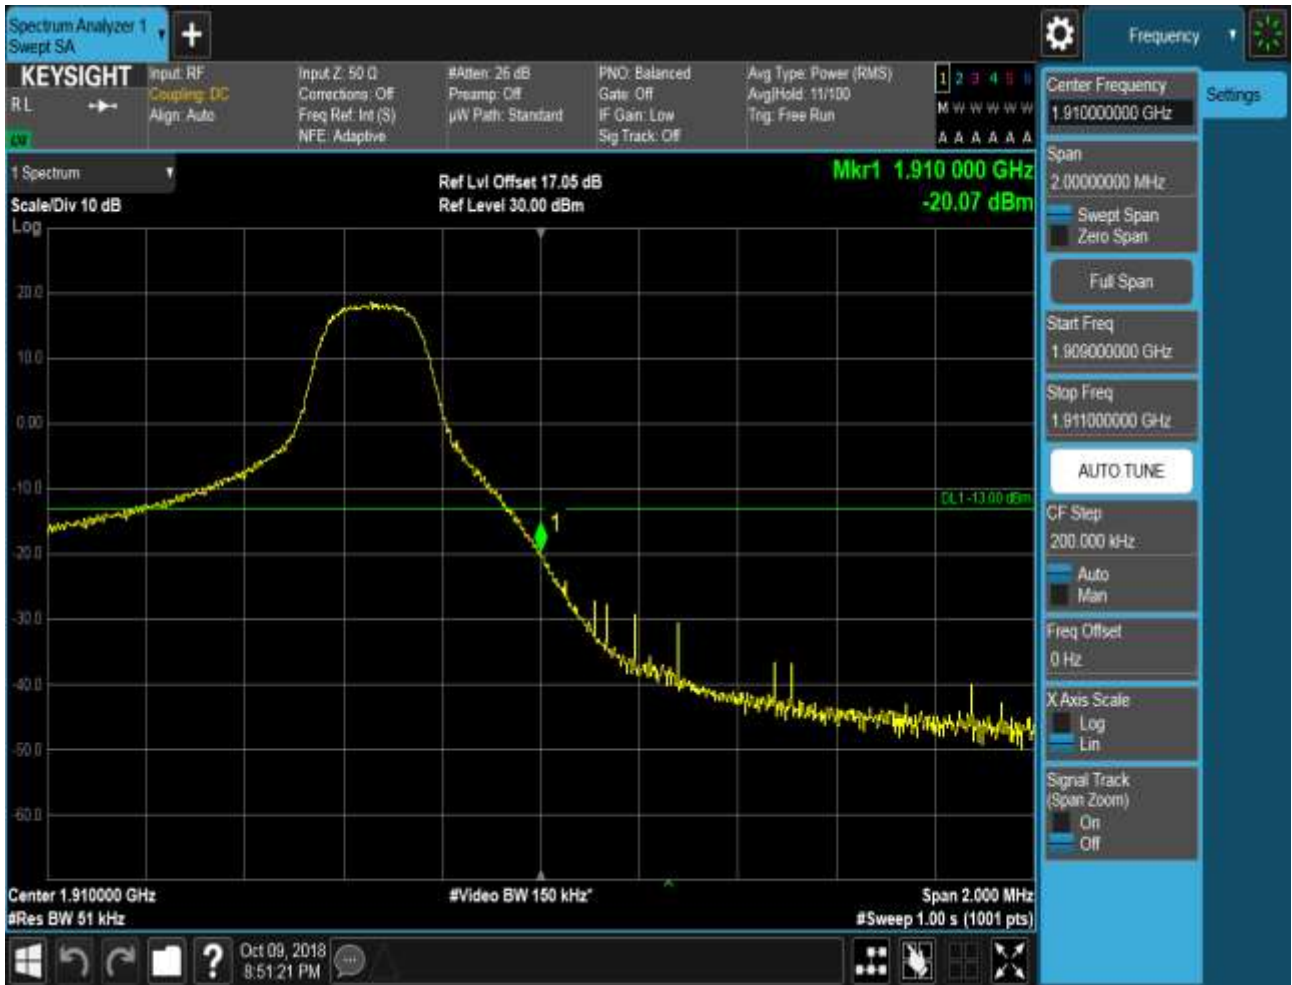 Spectrum Analyzer 1
Swept SA
+
Frequency
KEYSIGHT
Input: RF
Coupling: DC
Align: Auto
R L
Input Z: 50 Ω
Corrections: Off
Freq Ref: Int (S)
NFE: Adaptive
#Atten: 26 dB
Preamp: Off
µW Path: Standard
PNO: Balanced
Gate: Off
IF Gain: Low
Sig Track: Off
Avg Type: Power (RMS)
Avg|Hold: 11/100
Trig: Free Run
1 2 3 4 5 6
M W W W W W
A A A A A A
1 Spectrum
Scale/Div 10 dB
Log
Ref Lvl Offset 17.05 dB
Ref Level 30.00 dBm
Mkr1 1.910 000 GHz
-20.07 dBm
20.0
10.0
0.00
-10.0
-20.0
-30.0
-40.0
-50.0
-60.0
DL1 -13.00 dBm
1
Center 1.910000 GHz
#Res BW 51 kHz
#Video BW 150 kHz*
Span 2.000 MHz
#Sweep 1.00 s (1001 pts)
Center Frequency
1.910000000 GHz
Settings
Span
2.00000000 MHz
Swept Span
Zero Span
Full Span
Start Freq
1.909000000 GHz
Stop Freq
1.911000000 GHz
AUTO TUNE
CF Step
200.000 kHz
Auto
Man
Freq Offset
0 Hz
X Axis Scale
Log
Lin
Signal Track
(Span Zoom)
On
Off
?
Oct 09, 2018
8:51:21 PM